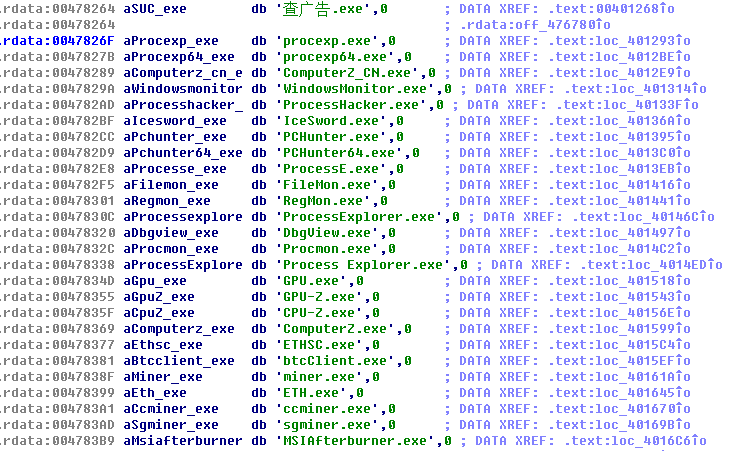 .rdata:00478264 aSUC_exe db '查广告.exe',0 ; DATA XREF: .text:00401268↑o
.rdata:00478264 ; .rdata:off_476780↑o
.rdata:0047826F aProcexp_exe db 'procexp.exe',0 ; DATA XREF: .text:loc_401293↑o
.rdata:0047827B aProcexp64_exe db 'procexp64.exe',0 ; DATA XREF: .text:loc_4012BE↑o
.rdata:00478289 aComputerz_cn_e db 'ComputerZ_CN.exe',0 ; DATA XREF: .text:loc_4012E9↑o
.rdata:0047829A aWindowsmonitor db 'WindowsMonitor.exe',0 ; DATA XREF: .text:loc_401314↑o
.rdata:004782AD aProcesshacker_ db 'ProcessHacker.exe',0 ; DATA XREF: .text:loc_40133F↑o
.rdata:004782BF aIcesword_exe db 'IceSword.exe',0 ; DATA XREF: .text:loc_40136A↑o
.rdata:004782CC aPchunter_exe db 'PCHunter.exe',0 ; DATA XREF: .text:loc_401395↑o
.rdata:004782D9 aPchunter64_exe db 'PCHunter64.exe',0 ; DATA XREF: .text:loc_4013C0↑o
.rdata:004782E8 aProcesse_exe db 'ProcessE.exe',0 ; DATA XREF: .text:loc_4013EB↑o
.rdata:004782F5 aFilemon_exe db 'FileMon.exe',0 ; DATA XREF: .text:loc_401416↑o
.rdata:00478301 aRegmon_exe db 'RegMon.exe',0 ; DATA XREF: .text:loc_401441↑o
.rdata:0047830C aProcessexplore db 'ProcessExplorer.exe',0 ; DATA XREF: .text:loc_40146C↑o
.rdata:00478320 aDbgview_exe db 'DbgView.exe',0 ; DATA XREF: .text:loc_401497↑o
.rdata:0047832C aProcmon_exe db 'Procmon.exe',0 ; DATA XREF: .text:loc_4014C2↑o
.rdata:00478338 aProcessExplore db 'Process Explorer.exe',0 ; DATA XREF: .text:loc_4014ED↑o
.rdata:0047834D aGpu_exe db 'GPU.exe',0 ; DATA XREF: .text:loc_401518↑o
.rdata:00478355 aGpuZ_exe db 'GPU-Z.exe',0 ; DATA XREF: .text:loc_401543↑o
.rdata:0047835F aCpuZ_exe db 'CPU-Z.exe',0 ; DATA XREF: .text:loc_40156E↑o
.rdata:00478369 aComputerz_exe db 'ComputerZ.exe',0 ; DATA XREF: .text:loc_401599↑o
.rdata:00478377 aEthsc_exe db 'ETHSC.exe',0 ; DATA XREF: .text:loc_4015C4↑o
.rdata:00478381 aBtcclient_exe db 'btcClient.exe',0 ; DATA XREF: .text:loc_4015EF↑o
.rdata:0047838F aMiner_exe db 'miner.exe',0 ; DATA XREF: .text:loc_40161A↑o
.rdata:00478399 aEth_exe db 'ETH.exe',0 ; DATA XREF: .text:loc_401645↑o
.rdata:004783A1 aCcminer_exe db 'ccminer.exe',0 ; DATA XREF: .text:loc_401670↑o
.rdata:004783AD aSgminer_exe db 'sgminer.exe',0 ; DATA XREF: .text:loc_40169B↑o
.rdata:004783B9 aMsiafterburner db 'MSIAfterburner.exe',0 ; DATA XREF: .text:loc_4016C6↑o